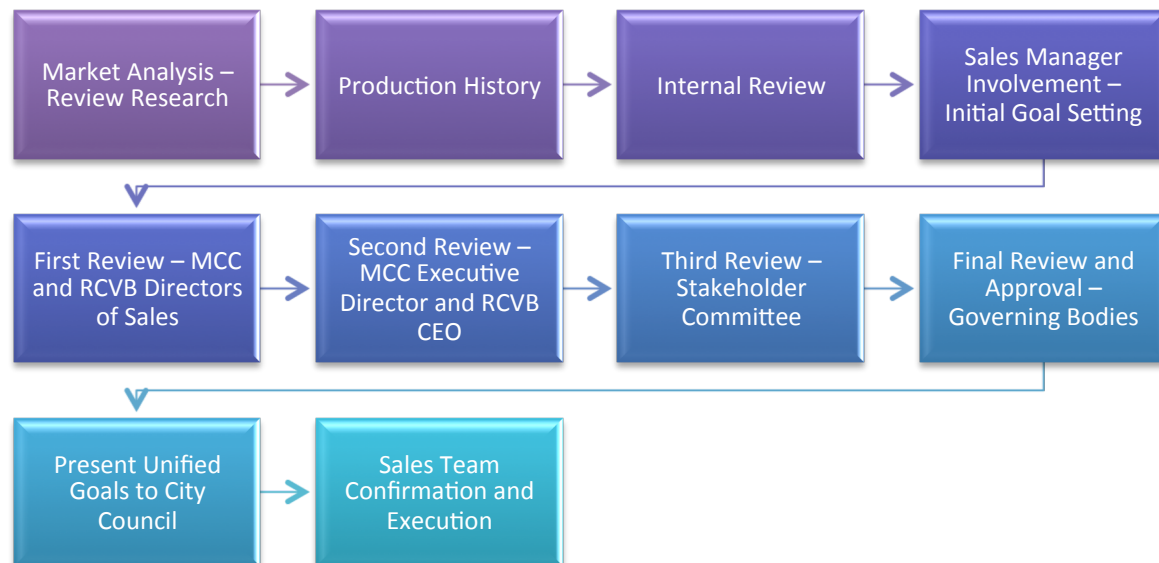 Market Analysis –
Review Research
Production History
Internal Review
Sales Manager
Involvement –
Initial Goal Setting
First Review – MCC
and RCVB Directors
of Sales
Second Review –
MCC Executive
Director and RCVB
CEO
Third Review –
Stakeholder
Committee
Final Review and
Approval –
Governing Bodies
Present Unified
Goals to City
Council
Sales Team
Confirmation and
Execution